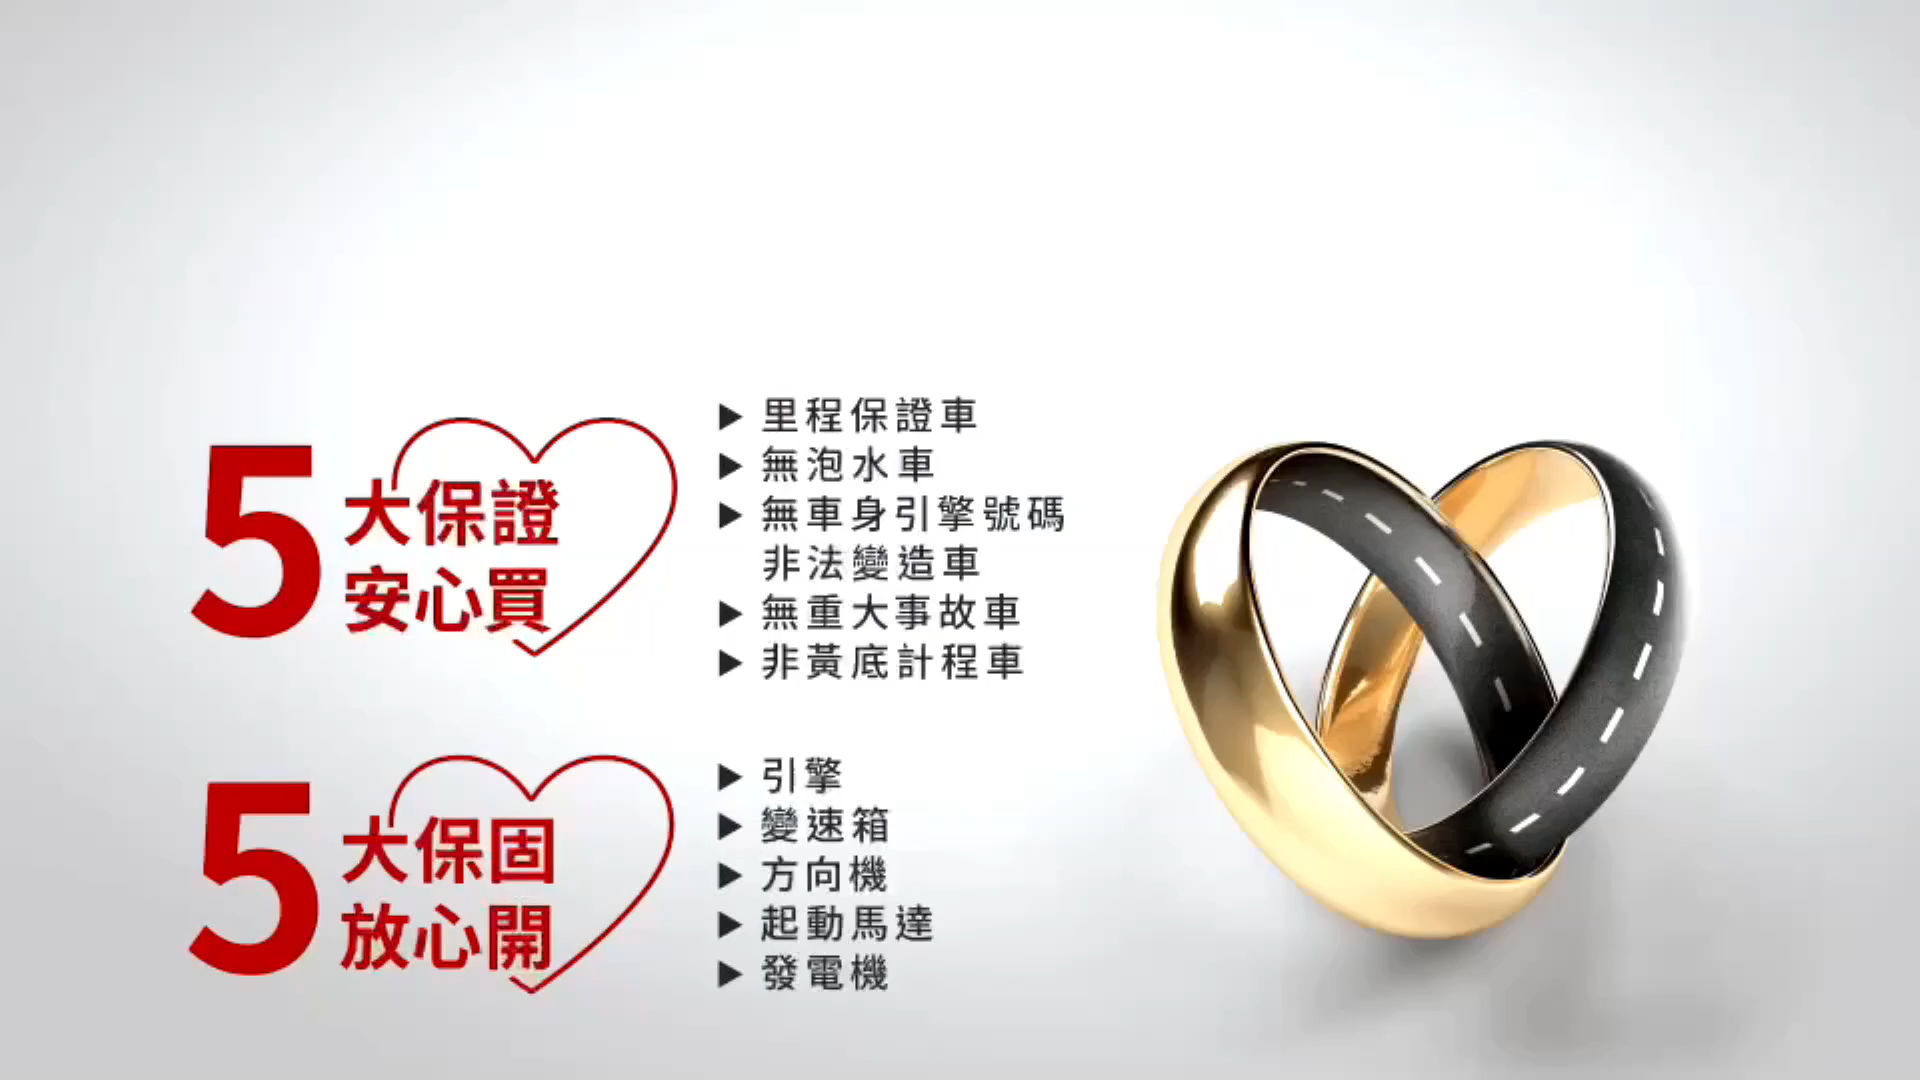 5大保證
安心買
▶ 里程保證車
▶ 無泡水車
▶ 無車身引擎號碼
非法變造車
▶ 無重大事故車
▶ 非黃底計程車
5大保固
放心開
▶ 引擎
▶ 變速箱
▶ 方向機
▶ 起動馬達
▶ 發電機